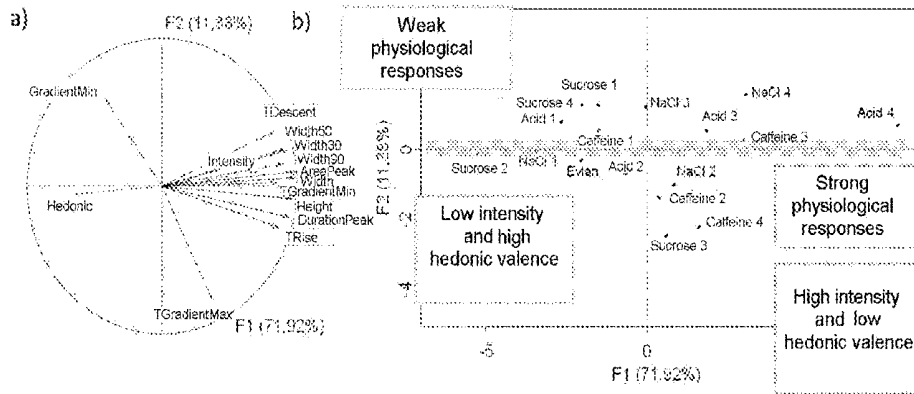 a)
F2 (11,38%)
GradientMin
TDescent
Width50
Width30
Intensity
Width90
AreaPeak
Width
TGradientMin
Hedonic
Height
DurationPeak
TRise
TGradientMax
F1 (71,92%)
b)
Weak
physiological
responses
Sucrose 1
Sucrose 4
Acid 1
NaCl 3
NaCl 4
Acid 3
Acid 4
Caffeine 1
Caffeine 3
Sucrose 2
NaCl 1
Evian
Acid 2
NaCl 2
Caffeine 2
Caffeine 4
Sucrose 3
Low intensity
and high
hedonic valence
Strong
physiological
responses
High intensity
and low
hedonic valence
F2 (11,38%)
0
-2
-4
-5
0
F1 (71,92%)